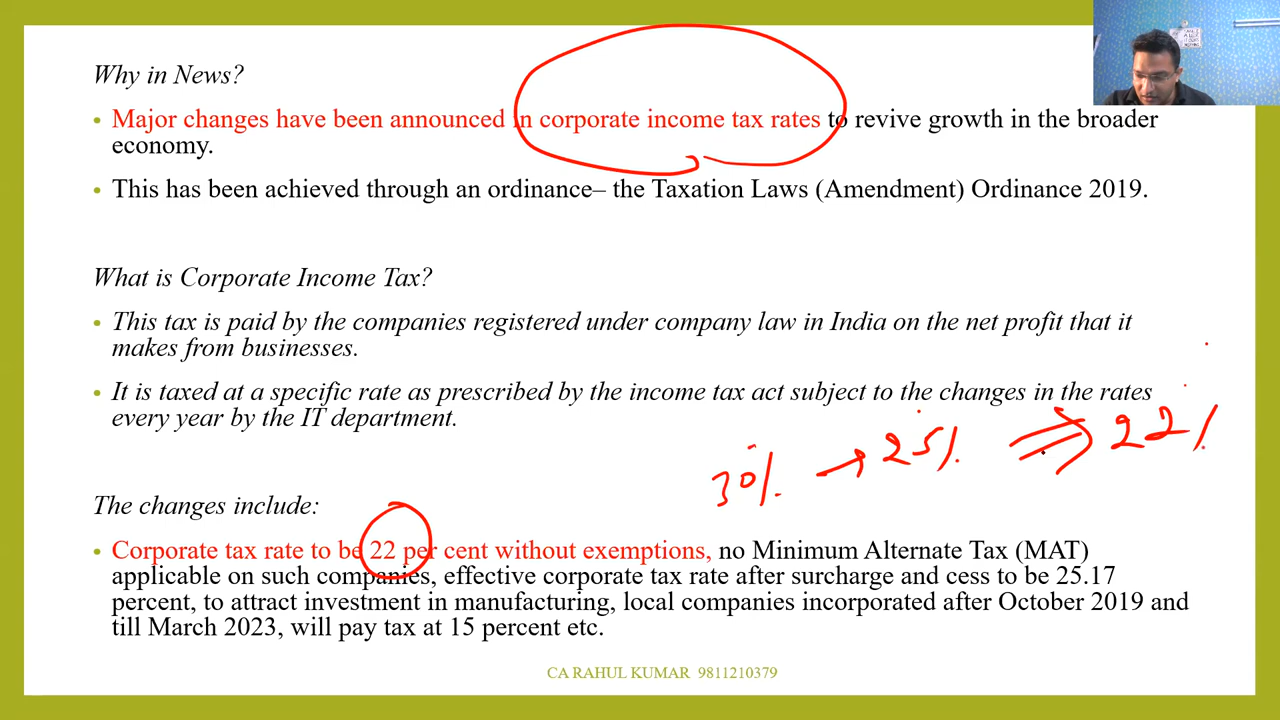 Why in News?
• Major changes have been announced in corporate income tax rates to revive growth in the broader
economy.
• This has been achieved through an ordinance– the Taxation Laws (Amendment) Ordinance 2019.
What is Corporate Income Tax?
• This tax is paid by the companies registered under company law in India on the net profit that it
makes from businesses.
• It is taxed at a specific rate as prescribed by the income tax act subject to the changes in the rates
every year by the IT department.
30% → 25% ⇒ 22%
The changes include:
• Corporate tax rate to be 22 per cent without exemptions, no Minimum Alternate Tax (MAT)
applicable on such companies, effective corporate tax rate after surcharge and cess to be 25.17
percent, to attract investment in manufacturing, local companies incorporated after October 2019 and
till March 2023, will pay tax at 15 percent etc.
CA RAHUL KUMAR 9811210379